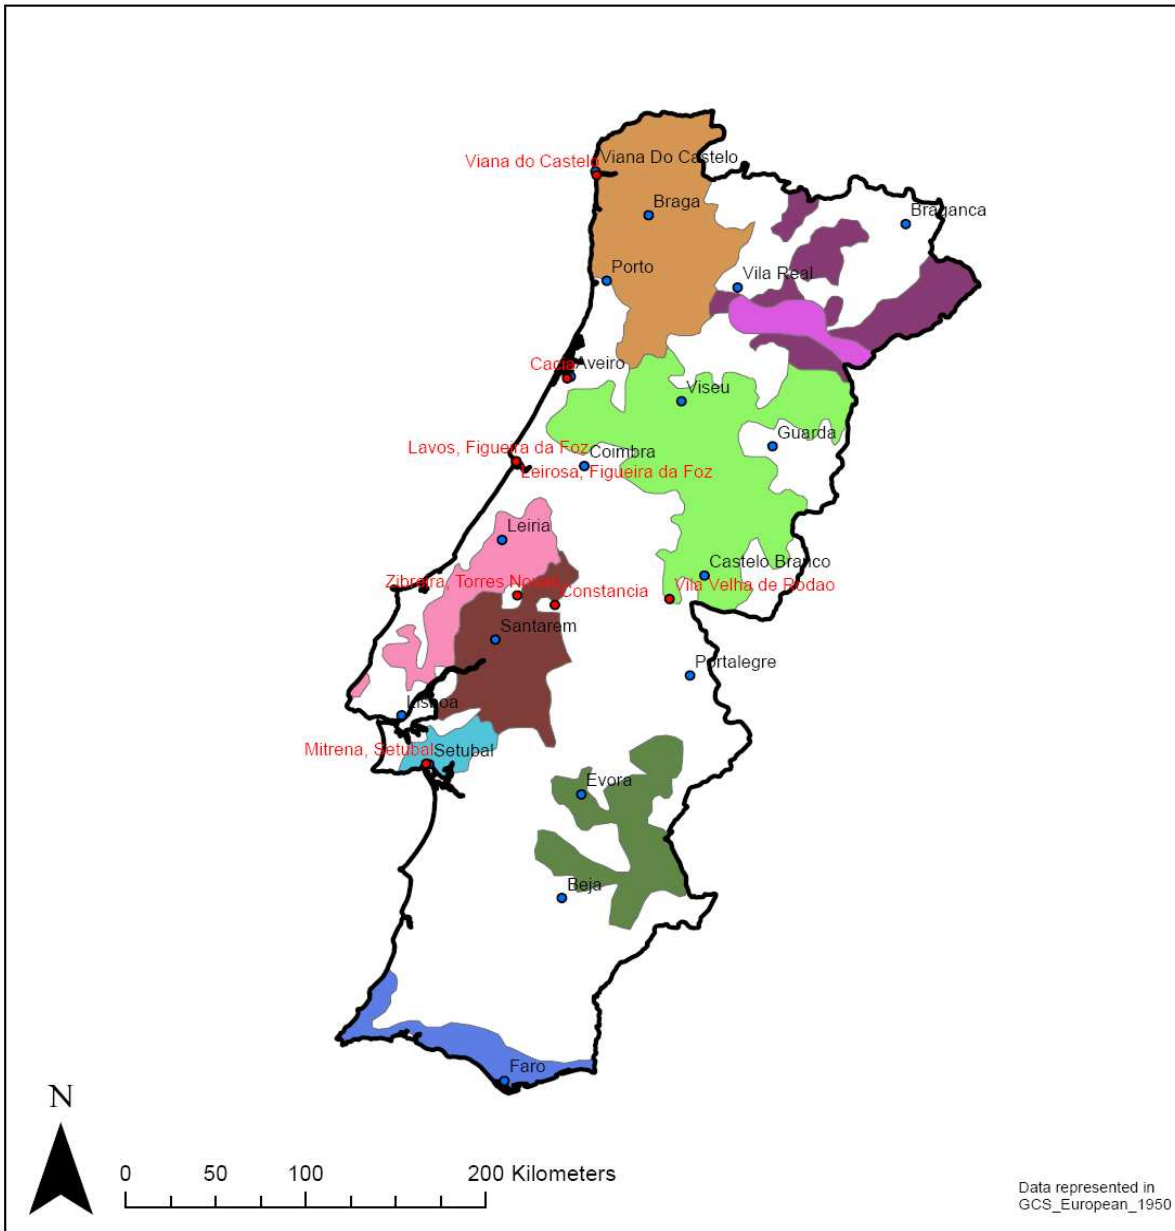 Viana do Castelo
Viana Do Castelo
Braga
Braganca
Porto
Vila Real
Cacia
Aveiro
Viseu
Guarda
Lavos, Figueira da Foz
Coimbra
Leirosa, Figueira da Foz
Leiria
Castelo Branco
Zibreira, Torres Novas
Constancia
Vila Velha de Rodao
Santarem
Portalegre
Lisboa
Mitrena, Setubal
Setubal
Evora
Beja
Faro
N
0 50 100 200 Kilometers
Data represented in
GCS_European_1950